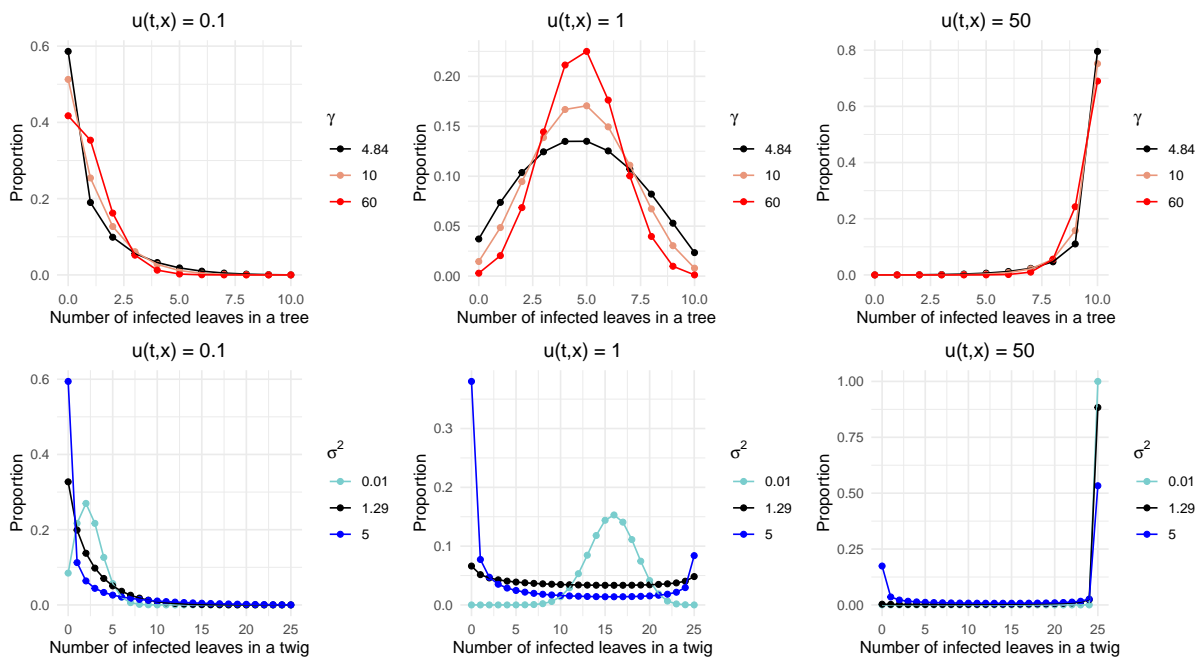 u(t,x) = 0.1
u(t,x) = 1
u(t,x) = 50
Proportion
0.6
0.4
0.2
0.0
0.0 2.5 5.0 7.5 10.0
Number of infected leaves in a tree
γ
4.84
10
60
Proportion
0.20
0.15
0.10
0.05
0.00
0.0 2.5 5.0 7.5 10.0
Number of infected leaves in a tree
γ
4.84
10
60
Proportion
0.8
0.6
0.4
0.2
0.0
0.0 2.5 5.0 7.5 10.0
Number of infected leaves in a tree
γ
4.84
10
60
u(t,x) = 0.1
u(t,x) = 1
u(t,x) = 50
Proportion
0.6
0.4
0.2
0.0
0 5 10 15 20 25
Number of infected leaves in a twig
σ²
0.01
1.29
5
Proportion
0.3
0.2
0.1
0.0
0 5 10 15 20 25
Number of infected leaves in a twig
σ²
0.01
1.29
5
Proportion
1.00
0.75
0.50
0.25
0.00
0 5 10 15 20 25
Number of infected leaves in a twig
σ²
0.01
1.29
5